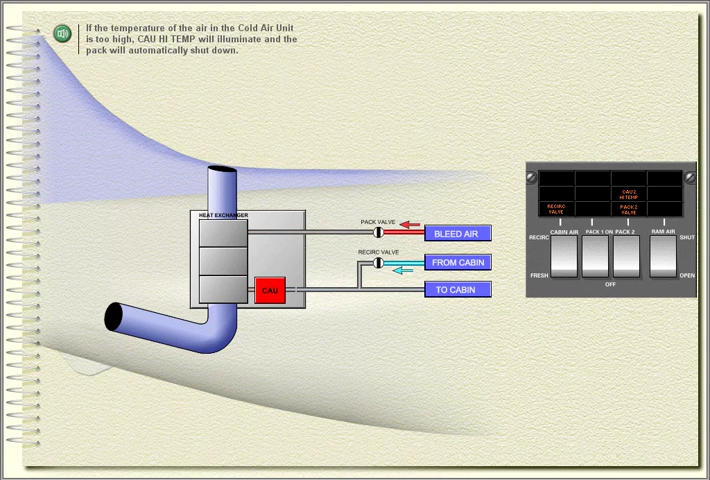 If the temperature of the air in the Cold Air Unit
is too high, CAU HI TEMP will illuminate and the
pack will automatically shut down.
HEAT EXCHANGER
PACK VALVE
BLEED AIR
RECIRC VALVE
FROM CABIN
CAU
TO CABIN
CAU2
HI TEMP
RECIRC
VALVE
PACK2
VALVE
RECIRC
CABIN AIR
PACK 1 ON PACK 2
RAM AIR
SHUT
FRESH
OPEN
OFF